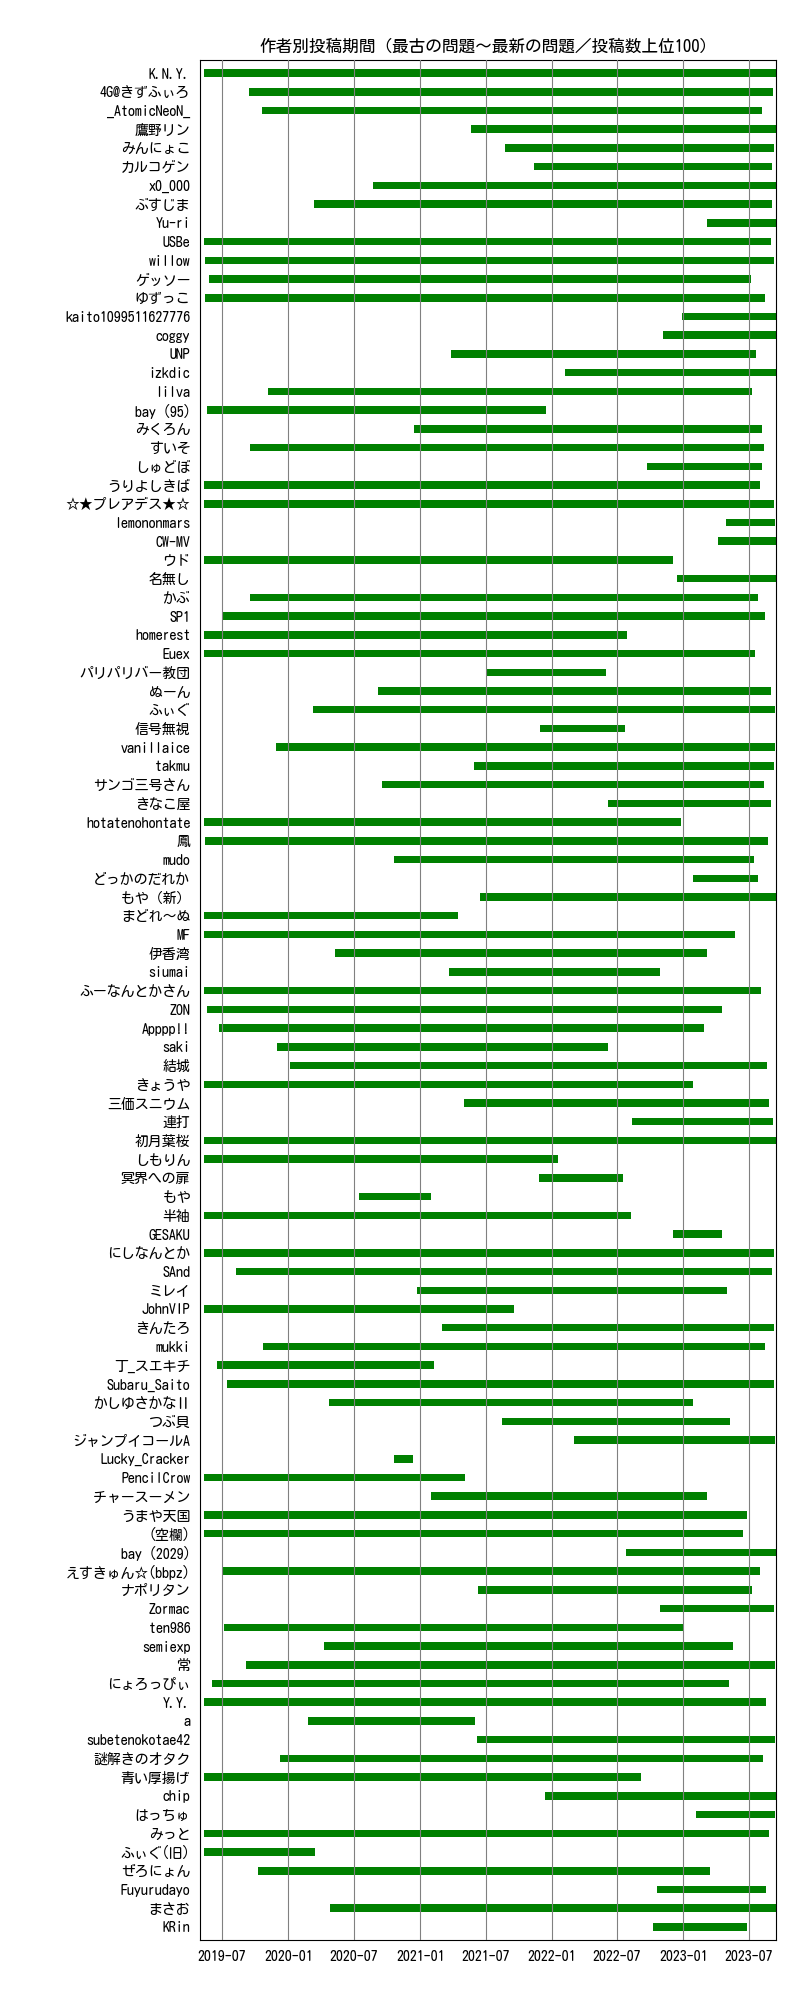 作者別投稿期間（最古の問題～最新の問題／投稿数上位100）
K.N.Y.
4G@きずふぃろ
_AtomicNeoN_
鷹野リン
みんにょこ
カルコゲン
x0_000
ぶすじま
Yu-ri
USBe
willow
ゲッソー
ゆずっこ
kaito1099511627776
coggy
UNP
izkdic
lilva
bay (95)
みくろん
すいそ
しゅどぼ
うりよしきば
☆★プレアデス★☆
lemononmars
CW-MV
ウド
名無し
かぶ
SP1
homerest
Euex
パリパリバー教団
ぬーん
ふぃぐ
信号無視
vanillaice
takmu
サンゴ三号さん
きなこ屋
hotatenohontate
鳳
mudo
どっかのだれか
もや（新）
まどれ～ぬ
MF
伊香湾
siumai
ふーなんとかさん
ZON
Appppll
saki
結城
きょうや
三価スニウム
連打
初月葉桜
しもりん
冥界への扉
もや
半袖
GESAKU
にしなんとか
SAnd
ミレイ
JohnVIP
きんたろ
mukki
丁_スエキチ
Subaru_Saito
かしゆさかなII
つぶ貝
ジャンプイコールA
Lucky_Cracker
PencilCrow
チャースーメン
うまや天国
(空欄)
bay (2029)
えすきゅん☆(bbpz)
ナポリタン
Zormac
ten986
semiexp
常
にょろっぴぃ
Y.Y.
a
subetenokotae42
謎解きのオタク
青い厚揚げ
chip
はっちゅ
みっと
ふぃぐ(旧)
ぜろにょん
Fuyurudayo
まさお
KRin
2019-07 2020-01 2020-07 2021-01 2021-07 2022-01 2022-07 2023-01 2023-07